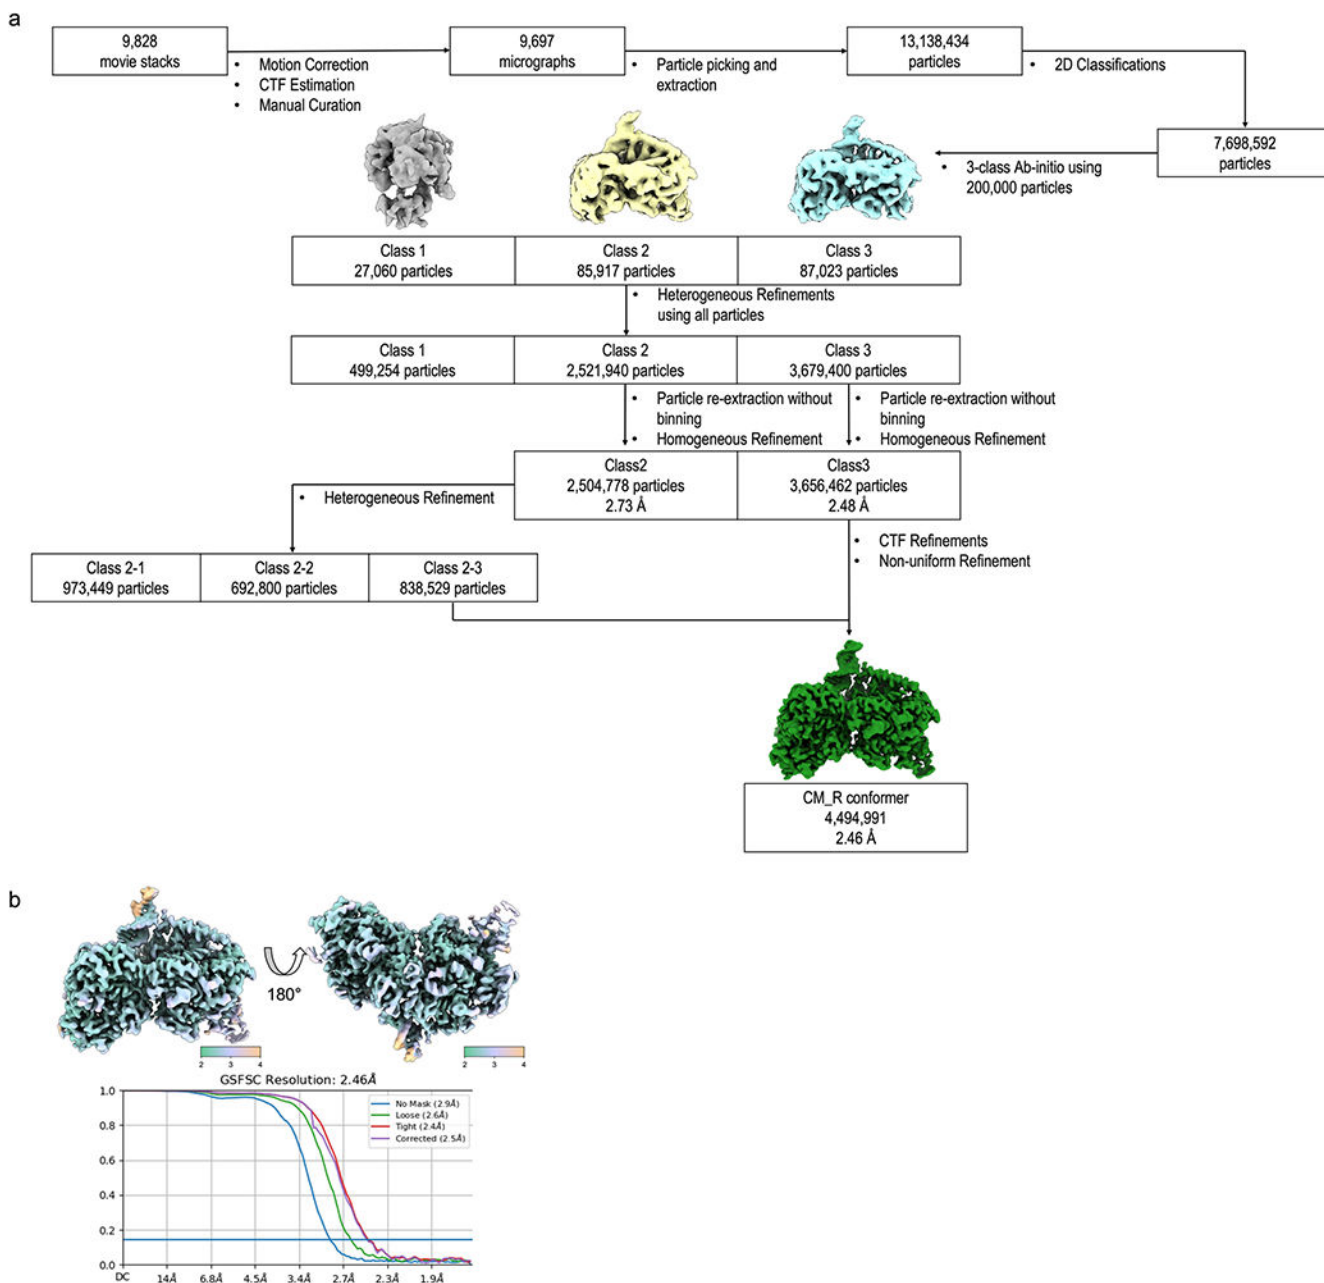 a
9,828
movie stacks
• Motion Correction
• CTF Estimation
• Manual Curation
9,697
micrographs
• Particle picking and
extraction
13,138,434
particles
• 2D Classifications
7,698,592
particles
• 3-class Ab-initio using
200,000 particles
Class 1
27,060 particles
Class 2
85,917 particles
Class 3
87,023 particles
• Heterogeneous Refinements
using all particles
Class 1
499,254 particles
Class 2
2,521,940 particles
Class 3
3,679,400 particles
• Particle re-extraction without
binning
• Homogeneous Refinement
• Particle re-extraction without
binning
• Homogeneous Refinement
Class2
2,504,778 particles
2.73 Å
Class3
3,656,462 particles
2.48 Å
• Heterogeneous Refinement
• CTF Refinements
• Non-uniform Refinement
Class 2-1
973,449 particles
Class 2-2
692,800 particles
Class 2-3
838,529 particles
CM_R conformer
4,494,991
2.46 Å
b
180°
2 3 4
2 3 4
GSFSC Resolution: 2.46Å
No Mask (2.9Å)
Loose (2.6Å)
Tight (2.4Å)
Corrected (2.5Å)
1.0
0.8
0.6
0.4
0.2
0.0
DC 14Å 6.8Å 4.5Å 3.4Å 2.7Å 2.3Å 1.9Å